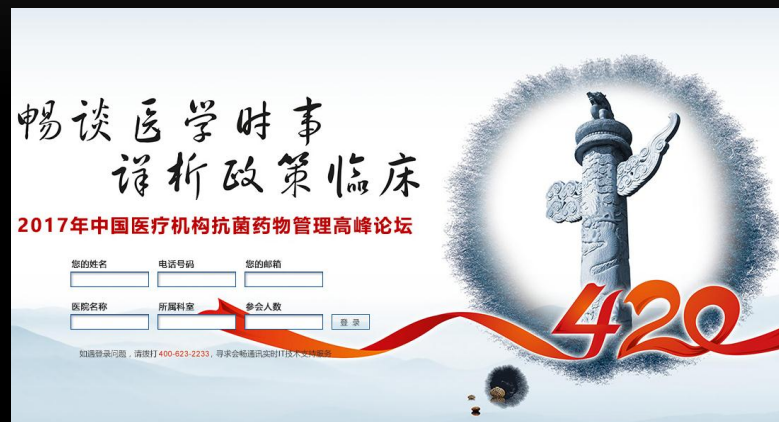 畅谈医学时事
详析政策临床
2017年中国医疗机构抗菌药物管理高峰论坛
您的姓名 电话号码 您的邮箱
医院名称 所属科室 参会人数
登 录
420
如遇登录问题，请拨打 400-623-2233，寻求会畅通讯实时IT技术支持服务